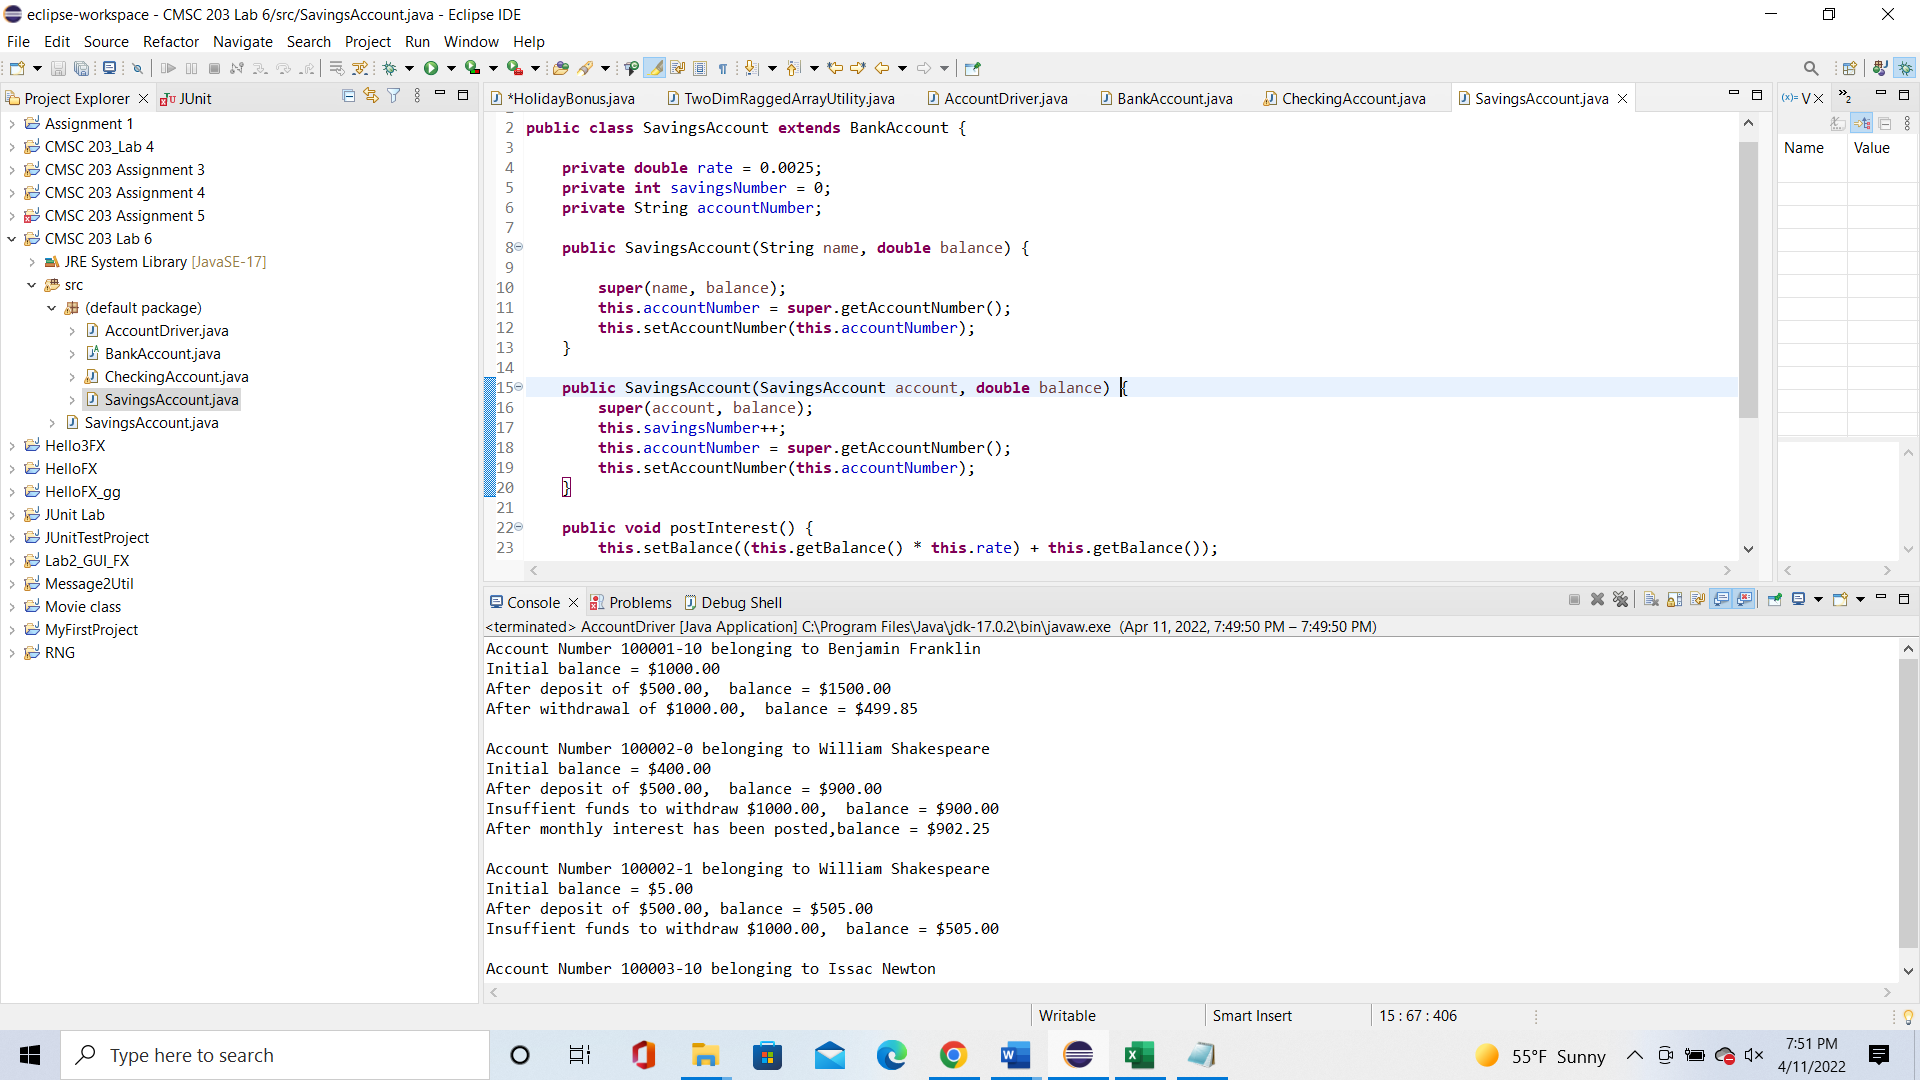 eclipse-workspace - CMSC 203 Lab 6/src/SavingsAccount.java - Eclipse IDE
File Edit Source Refactor Navigate Search Project Run Window Help
Project Explorer
JUnit
Assignment 1
CMSC 203_Lab 4
CMSC 203 Assignment 3
CMSC 203 Assignment 4
CMSC 203 Assignment 5
CMSC 203 Lab 6
JRE System Library [JavaSE-17]
src
(default package)
AccountDriver.java
BankAccount.java
CheckingAccount.java
SavingsAccount.java
SavingsAccount.java
Hello3FX
HelloFX
HelloFX_gg
JUnit Lab
JUnitTestProject
Lab2_GUI_FX
Message2Util
Movie class
MyFirstProject
RNG
*HolidayBonus.java TwoDimRaggedArrayUtility.java AccountDriver.java BankAccount.java CheckingAccount.java SavingsAccount.java
2 public class SavingsAccount extends BankAccount {
3
4 private double rate = 0.0025;
5 private int savingsNumber = 0;
6 private String accountNumber;
7
8 public SavingsAccount(String name, double balance) {
9
10 super(name, balance);
11 this.accountNumber = super.getAccountNumber();
12 this.setAccountNumber(this.accountNumber);
13 }
14
15 public SavingsAccount(SavingsAccount account, double balance) {
16 super(account, balance);
17 this.savingsNumber++;
18 this.accountNumber = super.getAccountNumber();
19 this.setAccountNumber(this.accountNumber);
20 }
21
22 public void postInterest() {
23 this.setBalance((this.getBalance() * this.rate) + this.getBalance());
(x)= V
2
Name Value
Console Problems Debug Shell
<terminated> AccountDriver [Java Application] C:\Program Files\Java\jdk-17.0.2\bin\javaw.exe (Apr 11, 2022, 7:49:50 PM – 7:49:50 PM)
Account Number 100001-10 belonging to Benjamin Franklin
Initial balance = $1000.00
After deposit of $500.00,  balance = $1500.00
After withdrawal of $1000.00,  balance = $499.85
Account Number 100002-0 belonging to William Shakespeare
Initial balance = $400.00
After deposit of $500.00,  balance = $900.00
Insuffient funds to withdraw $1000.00,  balance = $900.00
After monthly interest has been posted,balance = $902.25
Account Number 100002-1 belonging to William Shakespeare
Initial balance = $5.00
After deposit of $500.00, balance = $505.00
Insuffient funds to withdraw $1000.00,  balance = $505.00
Account Number 100003-10 belonging to Issac Newton
Writable Smart Insert 15 : 67 : 406
Type here to search
55°F Sunny
7:51 PM
4/11/2022